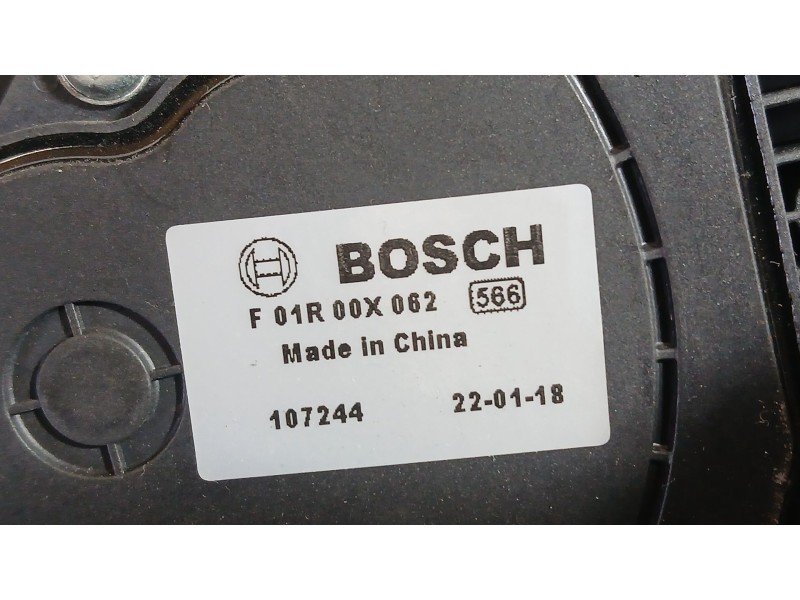 BOSCH
F 01R 00X 062 566
Made in China
107244 22-01-18